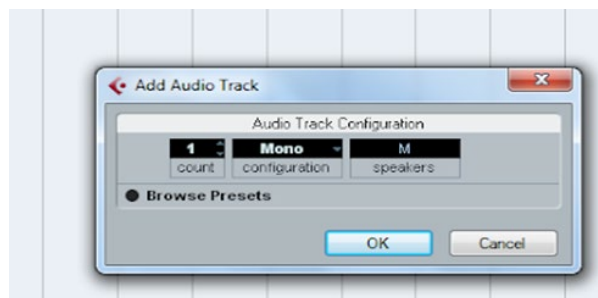 Add Audio Track
Audio Track Configuration
1 Mono M
count configuration speakers
Browse Presets
OK Cancel